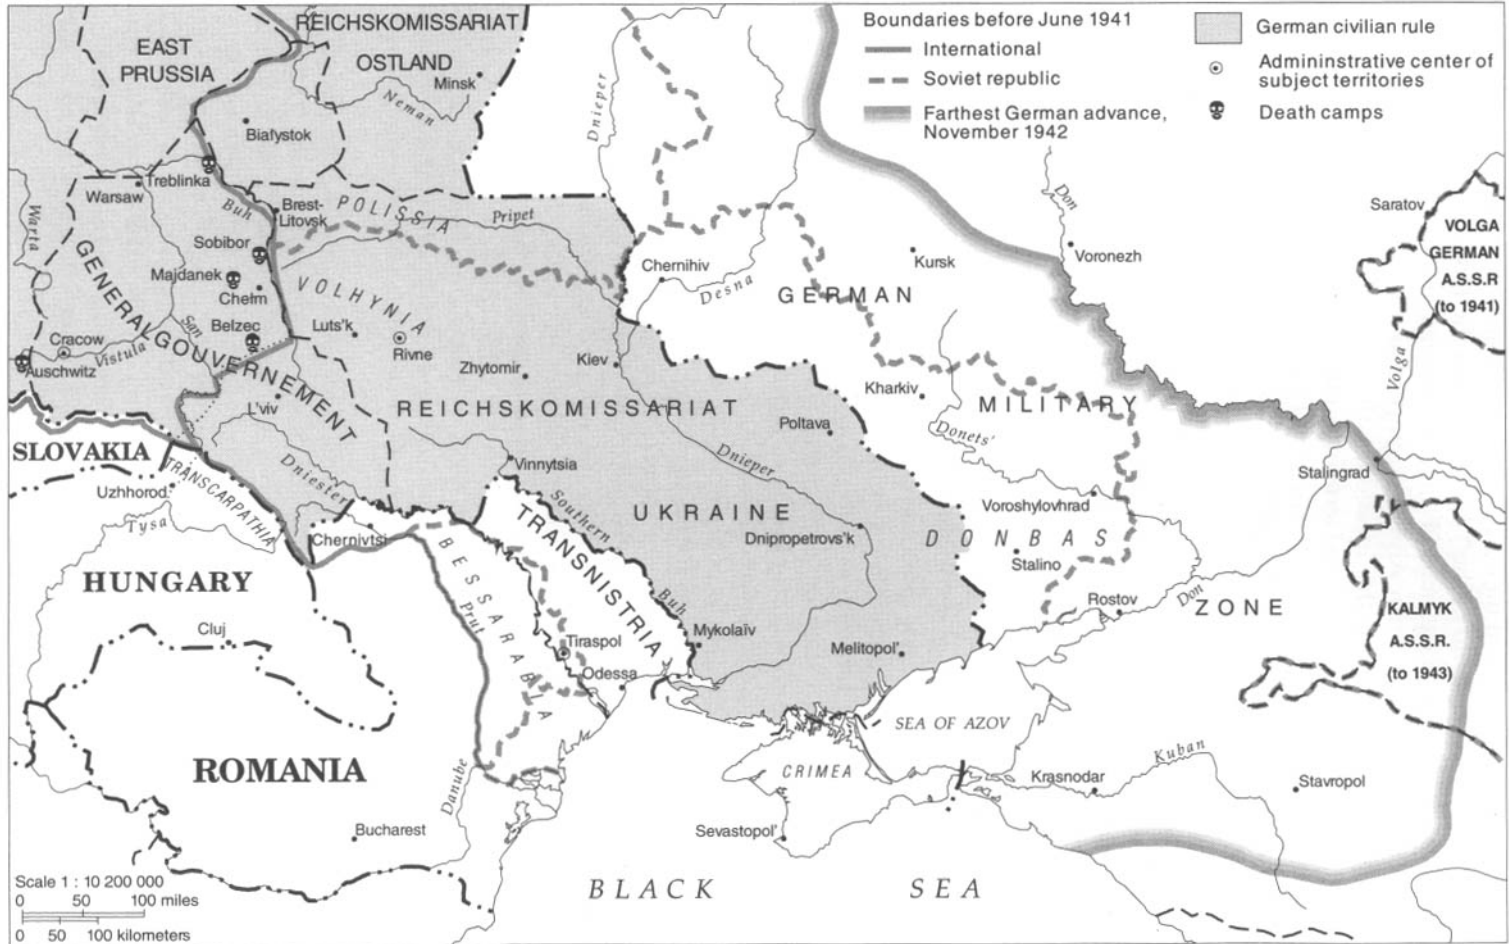 Boundaries before June 1941
International
Soviet republic
Farthest German advance,
November 1942
German civilian rule
Admininstrative center of
subject territories
Death camps
REICHSKOMISSARIAT
OSTLAND
EAST
PRUSSIA
Minsk
Neman
Dnieper
Białystok
Treblinka
Warsaw
Buh
Brest-
Litovsk
POLISSIA
Pripet
Warta
Sobibor
Majdanek
Chełm
Belzec
GENERALGOUVERNEMENT
San
Cracow
Vistula
Auschwitz
VOLHYNIA
Luts'k
Rivne
Zhytomir
Kiev
Chernihiv
Desna
GERMAN
Kursk
Don
Voronezh
Saratov
VOLGA
GERMAN
A.S.S.R
(to 1941)
Volga
L'viv
REICHSKOMISSARIAT
Poltava
Kharkiv
MILITARY
Donets'
SLOVAKIA
TRANSCARPATHIA
Uzhhorod
Tysa
Dniester
Vinnytsia
Dnieper
Stalingrad
Voroshylovhrad
UKRAINE
Dnipropetrovs'k
DONBAS
Stalino
Chernivtsi
Southern
Buh
TRANSNISTRIA
BESSARABIA
Prut
HUNGARY
Cluj
Tiraspol
Odessa
Mykolaïv
Melitopol'
Rostov
Don
ZONE
KALMYK
A.S.S.R.
(to 1943)
SEA OF AZOV
CRIMEA
Kuban
Krasnodar
Stavropol
ROMANIA
Danube
Bucharest
Sevastopol'
BLACK SEA
Scale 1 : 10 200 000
0 50 100 miles
0 50 100 kilometers